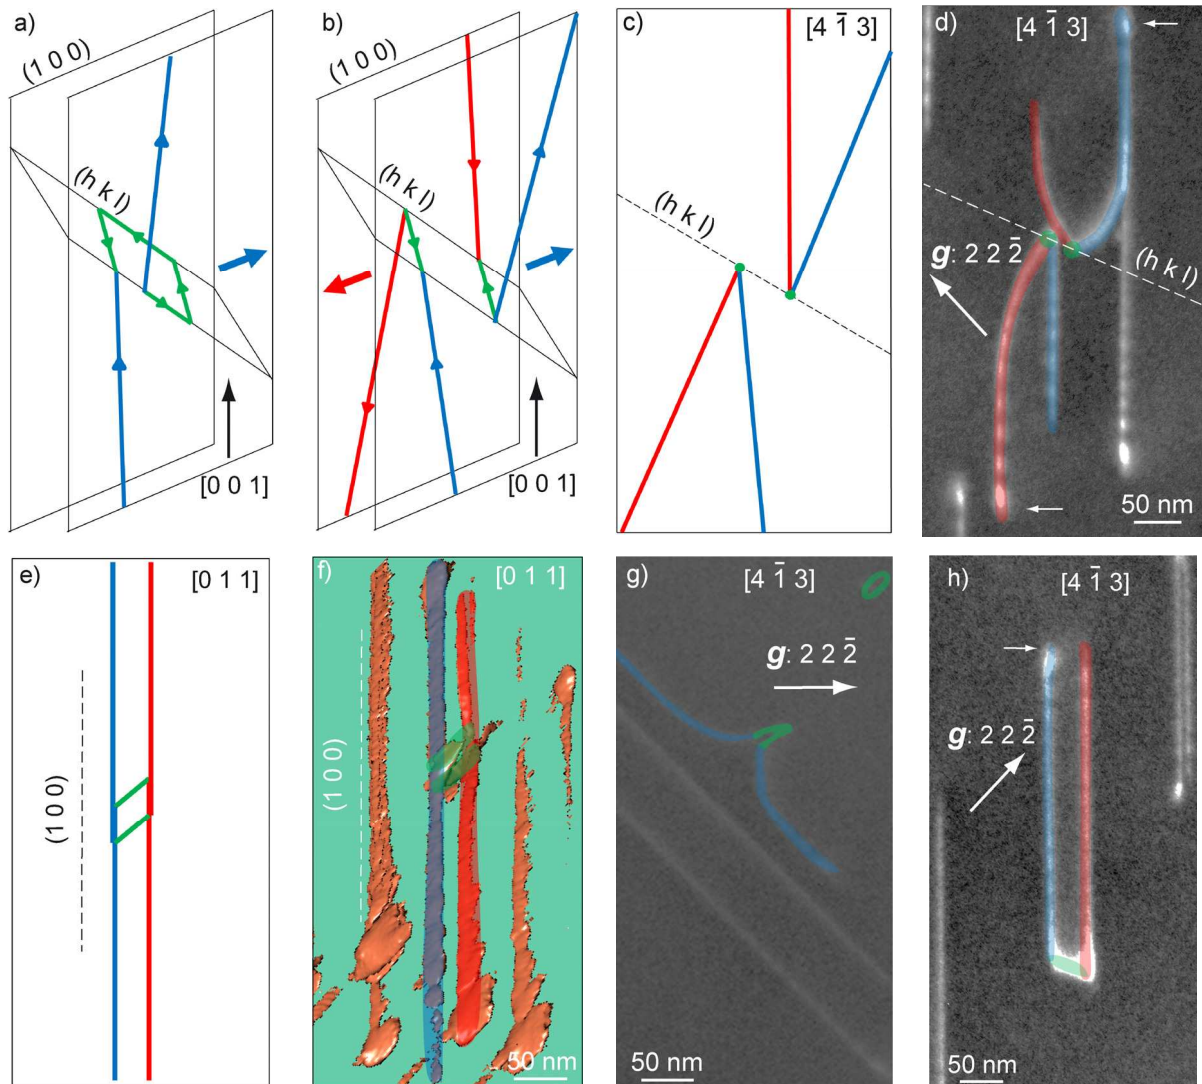 a)
(1 0 0)
(h k l)
[0 0 1]
b)
(1 0 0)
(h k l)
[0 0 1]
c)
[4 1̄ 3]
(h k l)
d)
[4 1̄ 3]
g: 2 2 2̄
(h k l)
50 nm
e)
[0 1 1]
(1 0 0)
f)
[0 1 1]
(1 0 0)
50 nm
g)
[4 1̄ 3]
g: 2 2 2̄
50 nm
h)
[4 1̄ 3]
g: 2 2 2̄
50 nm